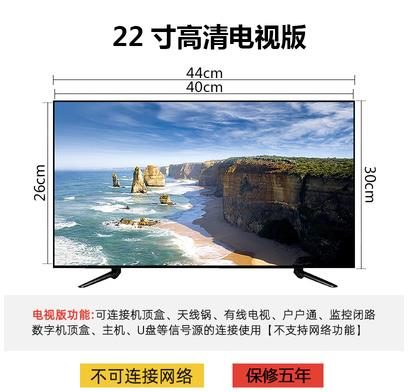 22寸高清电视版
44cm
40cm
26cm
30cm
电视版功能:可连接机顶盒、天线锅、有线电视、户户通、监控闭路
数字机顶盒、主机、U盘等信号源的连接使用【不支持网络功能】
不可连接网络
保修五年